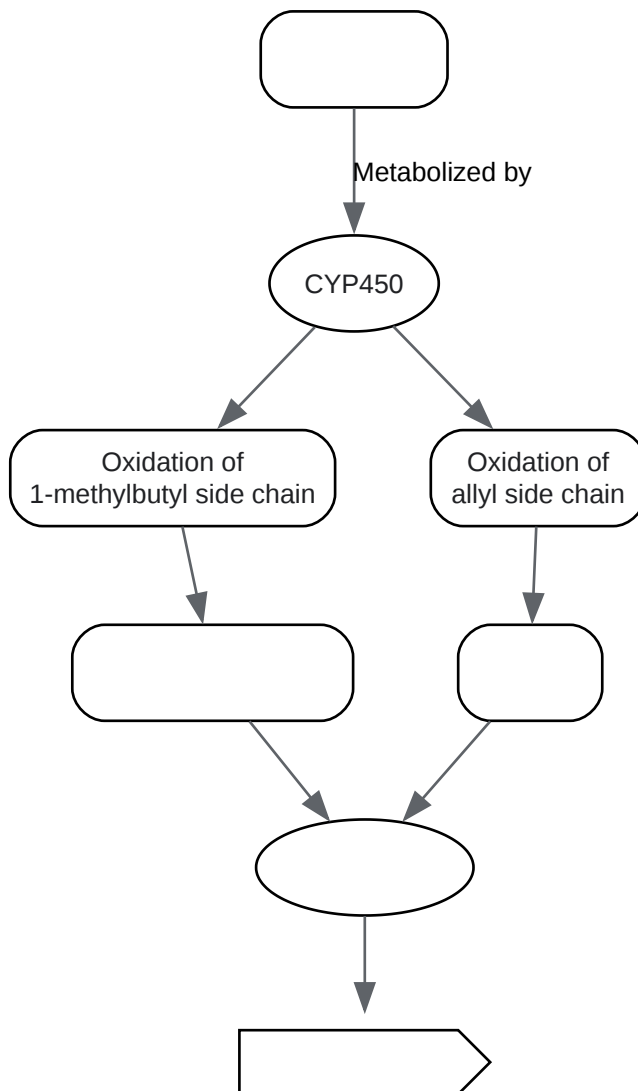 Metabolized by
CYP450
Oxidation of
1-methylbutyl side chain
Oxidation of
allyl side chain